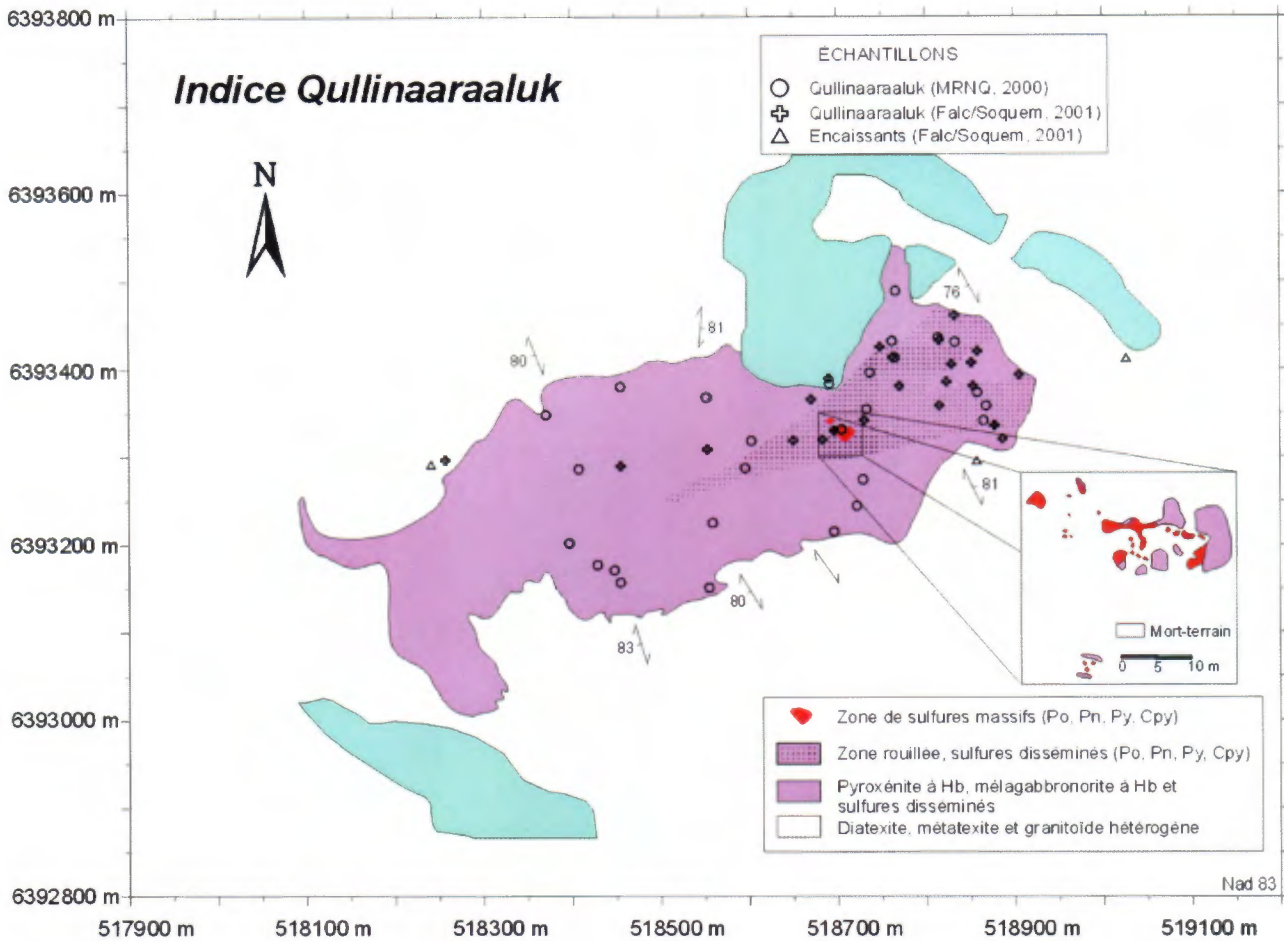 6393800 m
Indice Qullinaaraaluk
ÉCHANTILLONS
Qullinaaraaluk (MRNQ, 2000)
Qullinaaraaluk (Falc/Soquem, 2001)
Encaissants (Falc/Soquem, 2001)
N
6393600 m
76
81
80
6393400 m
81
6393200 m
80
83
Mort-terrain
0 5 10 m
6393000 m
Zone de sulfures massifs (Po, Pn, Py, Cpy)
Zone rouillée, sulfures disséminés (Po, Pn, Py, Cpy)
Pyroxénite à Hb, mélagabbronorite à Hb et
sulfures disséminés
Diatexite, métatexite et granitoïde hétérogène
Nad 83
6392800 m
517900 m 518100 m 518300 m 518500 m 518700 m 518900 m 519100 m